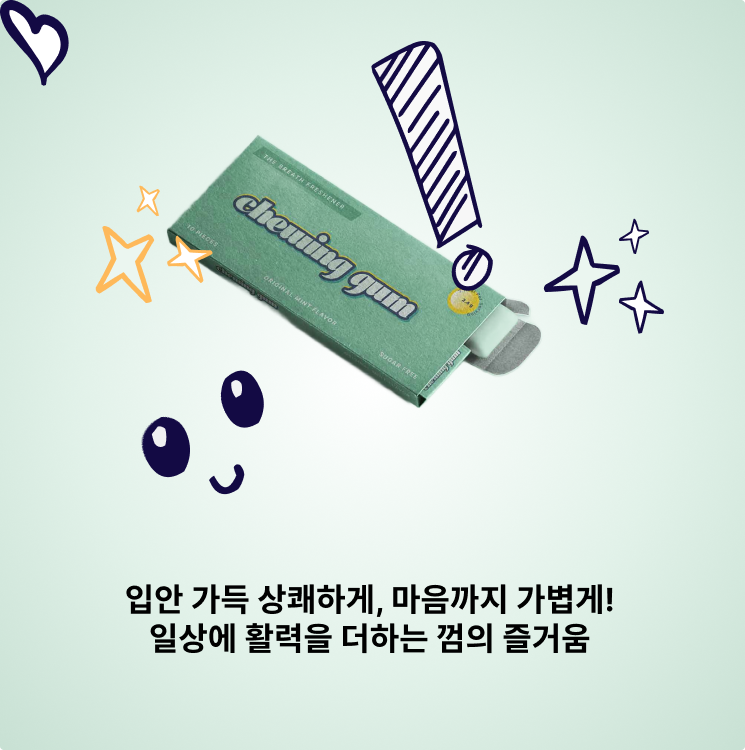 THE BREATH FRESHENER
chewing gum
10 PIECES
ORIGINAL MINT FLAVOR
SUGAR FREE
chewing gum
입안 가득 상쾌하게, 마음까지 가볍게!
일상에 활력을 더하는 껌의 즐거움